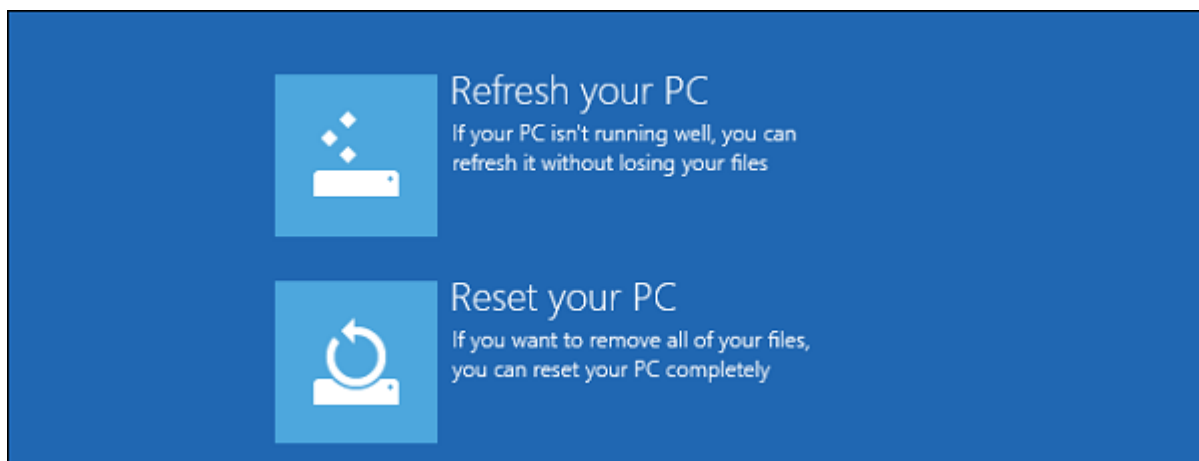 Refresh your PC
If your PC isn't running well, you can
refresh it without losing your files
Reset your PC
If you want to remove all of your files,
you can reset your PC completely